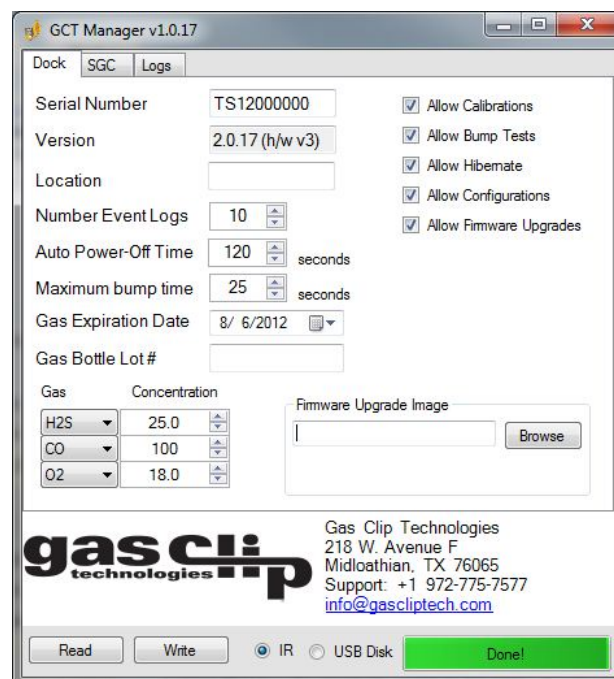 GCT Manager v1.0.17
Dock SGC Logs
Serial Number TS12000000
Version 2.0.17 (h/w v3)
Location
Number Event Logs 10
Auto Power-Off Time 120 seconds
Maximum bump time 25 seconds
Gas Expiration Date 8/ 6/2012
Gas Bottle Lot #
Allow Calibrations
Allow Bump Tests
Allow Hibernate
Allow Configurations
Allow Firmware Upgrades
Gas Concentration
H2S 25.0
CO 100
O2 18.0
Firmware Upgrade Image
Browse
gas clip
technologies
Gas Clip Technologies
218 W. Avenue F
Midloathian, TX 76065
Support: +1 972-775-7577
info@gascliptech.com
Read Write IR USB Disk Done!